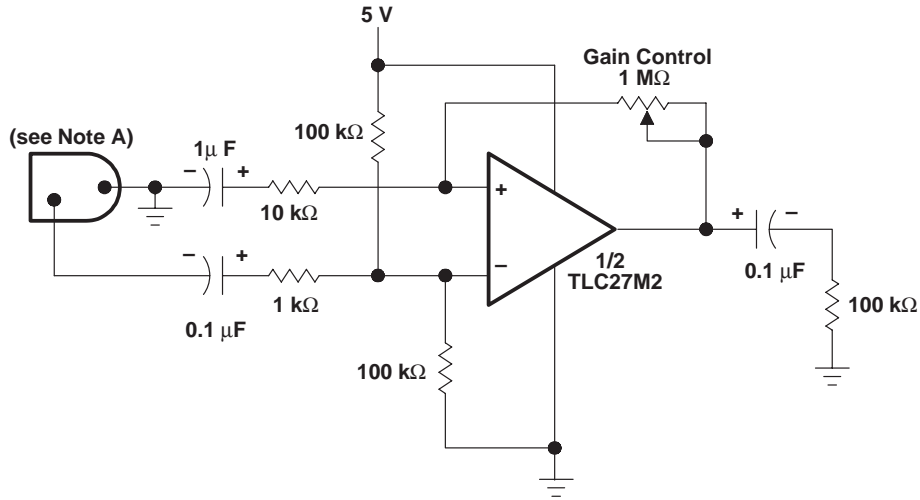 5 V
Gain Control
1 MΩ
100 kΩ
(see Note A)
1μ F
− +
10 kΩ
+
−
− +
1 kΩ
0.1 μF
1/2
TLC27M2
+ −
0.1 μF
100 kΩ
100 kΩ